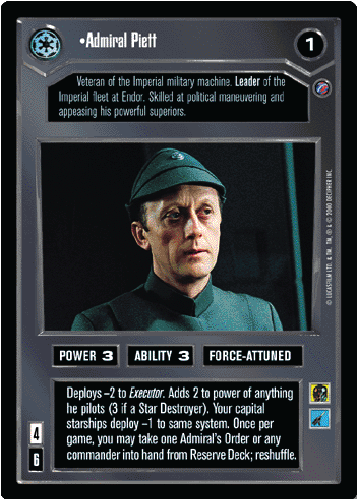 •Admiral Piett
1
Veteran of the Imperial military machine. Leader of the
Imperial fleet at Endor. Skilled at political maneuvering and
appeasing his powerful superiors.
POWER 3 ABILITY 3 FORCE-ATTUNED
Deploys -2 to Executor. Adds 2 to power of anything
he pilots (3 if a Star Destroyer). Your capital
starships deploy -1 to same system. Once per
game, you may take one Admiral's Order or any
commander into hand from Reserve Deck; reshuffle.
4
6